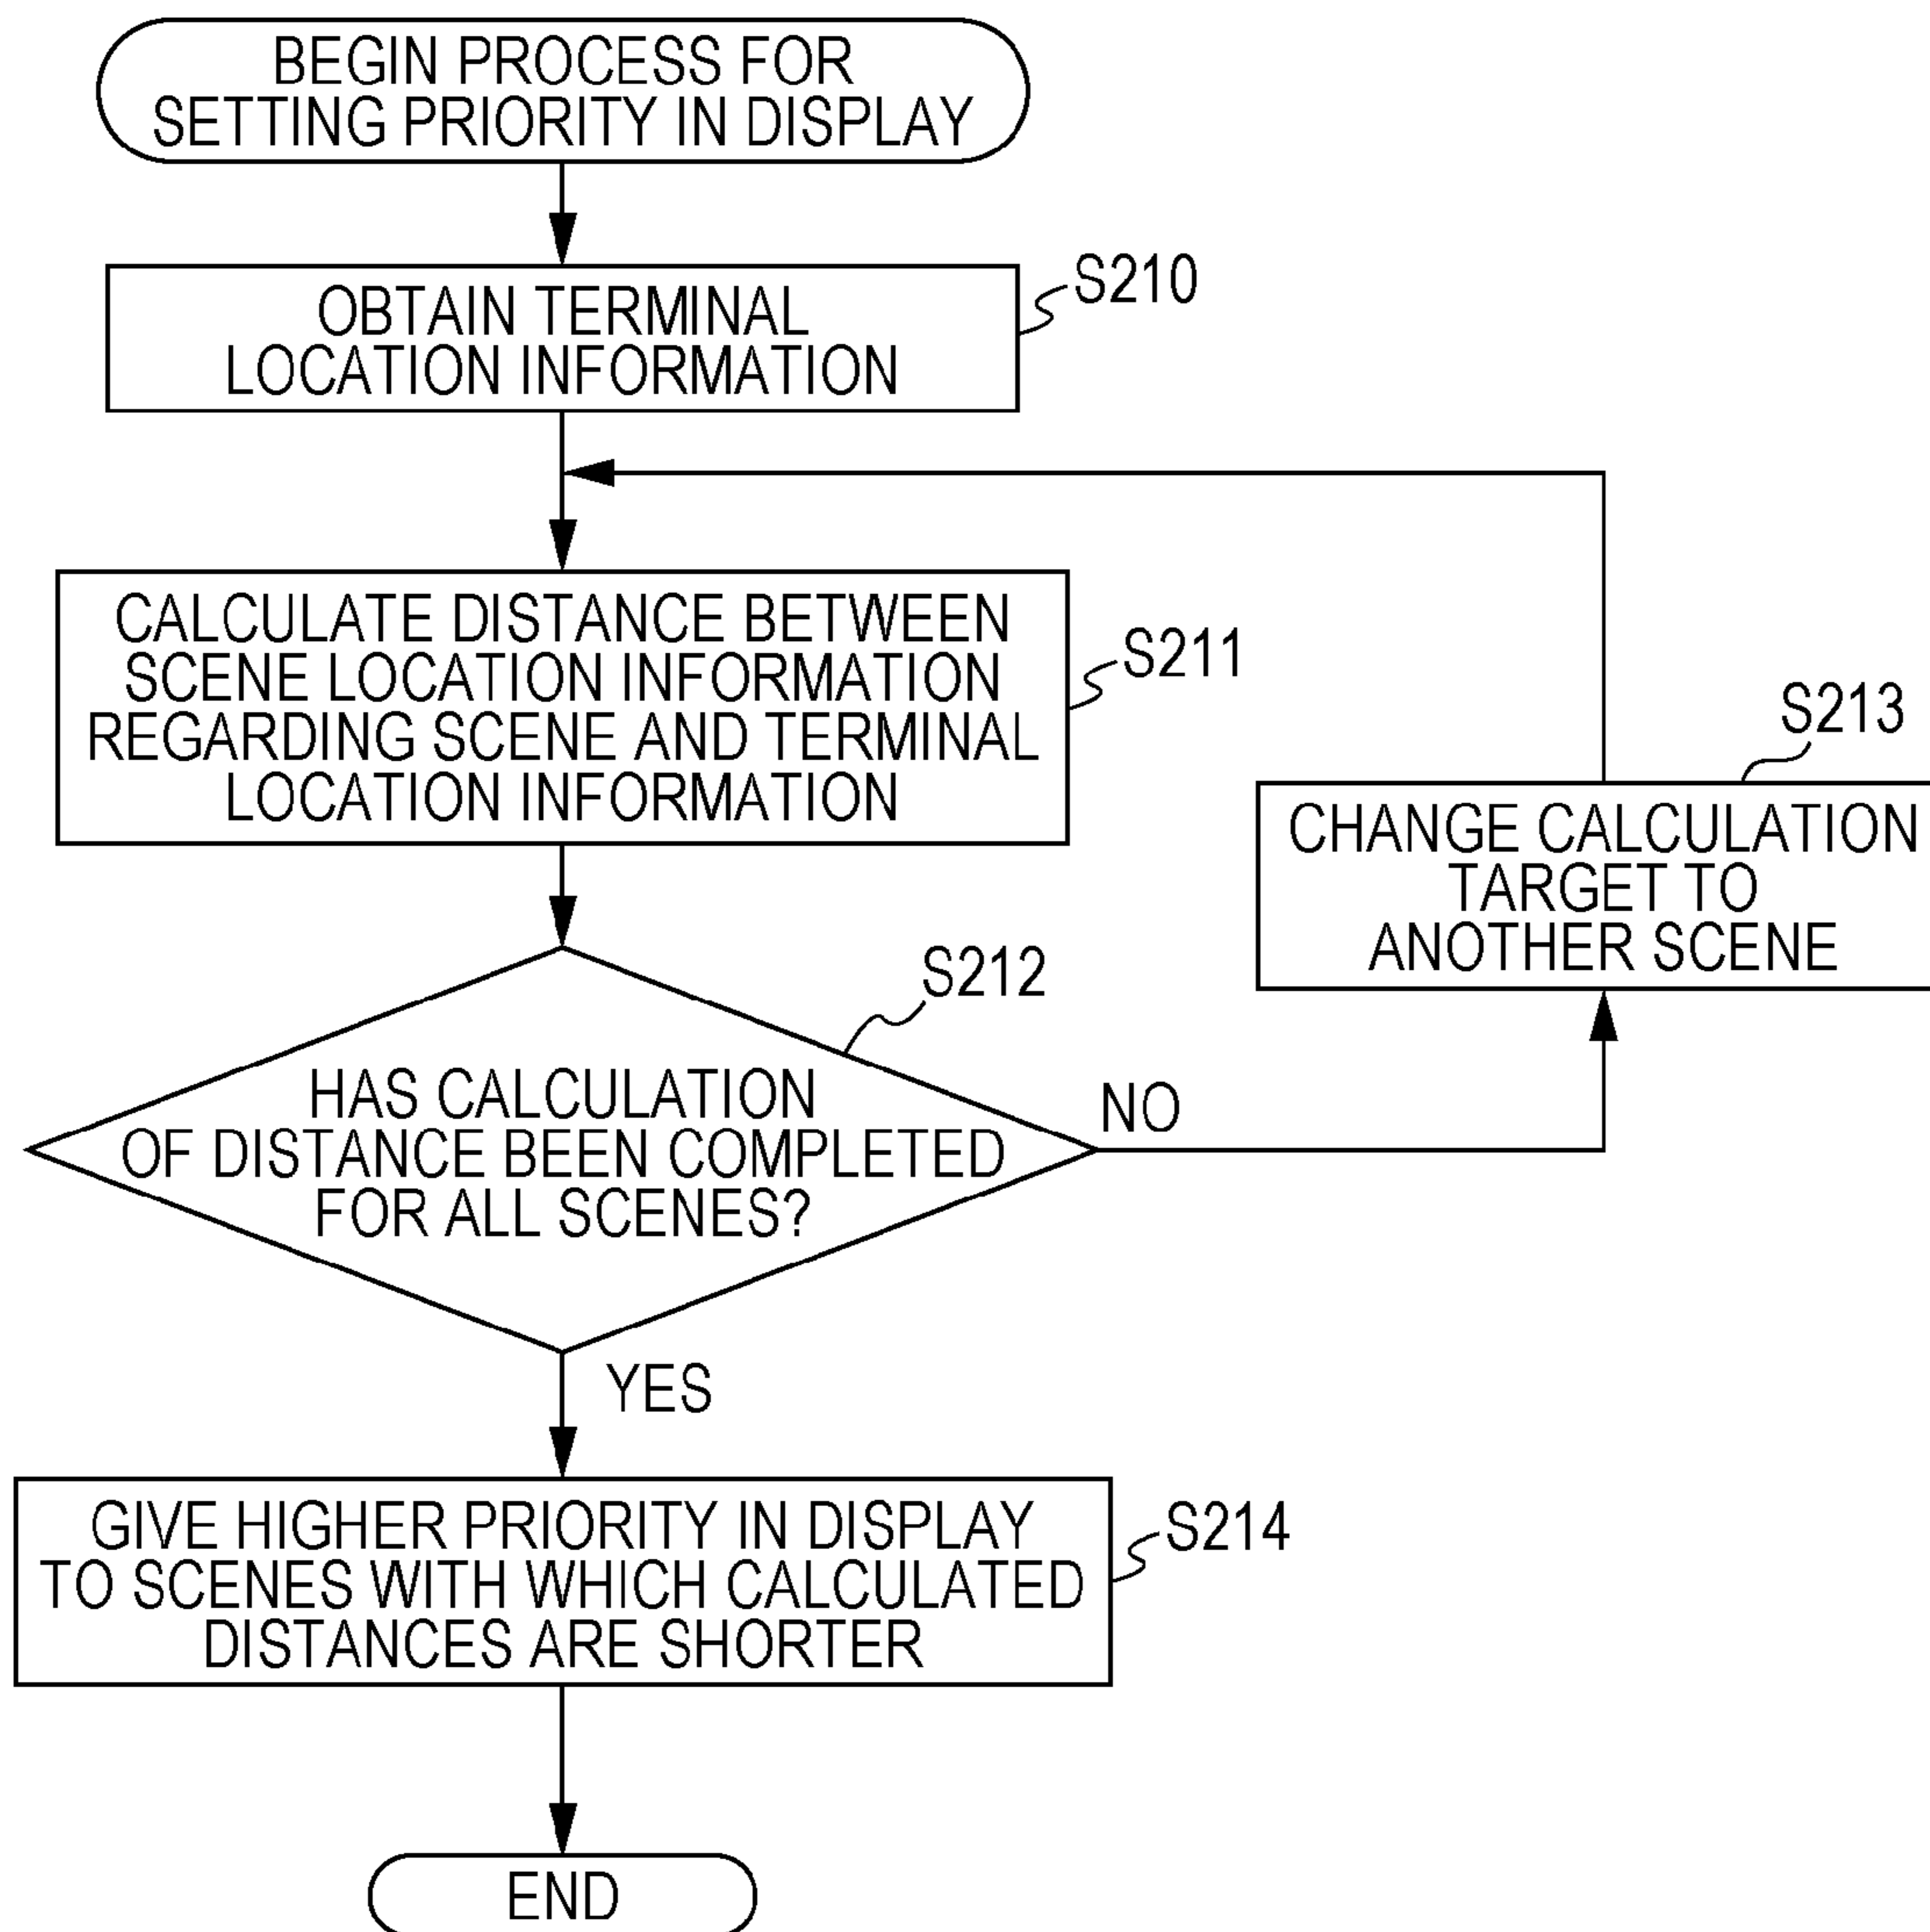 BEGIN PROCESS FOR
SETTING PRIORITY IN DISPLAY
S210
OBTAIN TERMINAL
LOCATION INFORMATION
S211
CALCULATE DISTANCE BETWEEN
SCENE LOCATION INFORMATION
REGARDING SCENE AND TERMINAL
LOCATION INFORMATION
S213
CHANGE CALCULATION
TARGET TO
ANOTHER SCENE
S212
HAS CALCULATION
OF DISTANCE BEEN COMPLETED
FOR ALL SCENES?
NO
YES
S214
GIVE HIGHER PRIORITY IN DISPLAY
TO SCENES WITH WHICH CALCULATED
DISTANCES ARE SHORTER
END